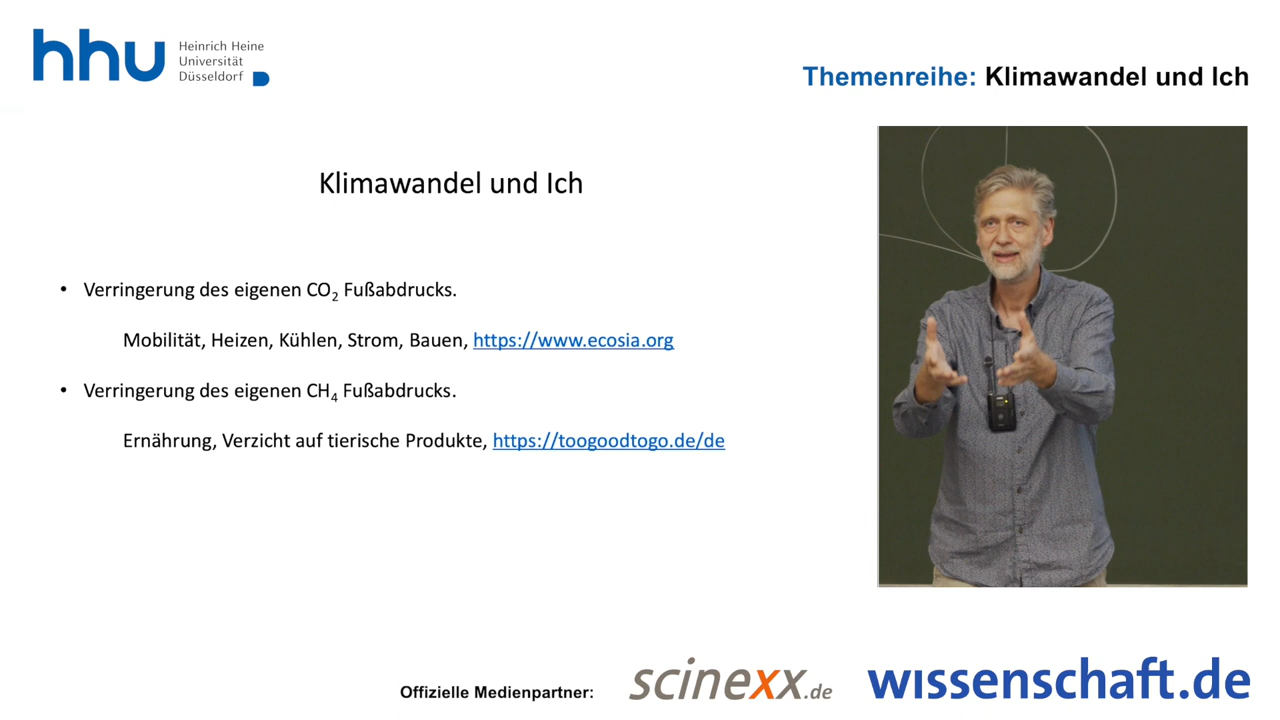 hhu Heinrich Heine
Universität
Düsseldorf
Themenreihe: Klimawandel und Ich
Klimawandel und Ich
• Verringerung des eigenen CO₂ Fußabdrucks.
Mobilität, Heizen, Kühlen, Strom, Bauen, https://www.ecosia.org
• Verringerung des eigenen CH₄ Fußabdrucks.
Ernährung, Verzicht auf tierische Produkte, https://toogoodtogo.de/de
Offizielle Medienpartner: scinexx.de wissenschaft.de